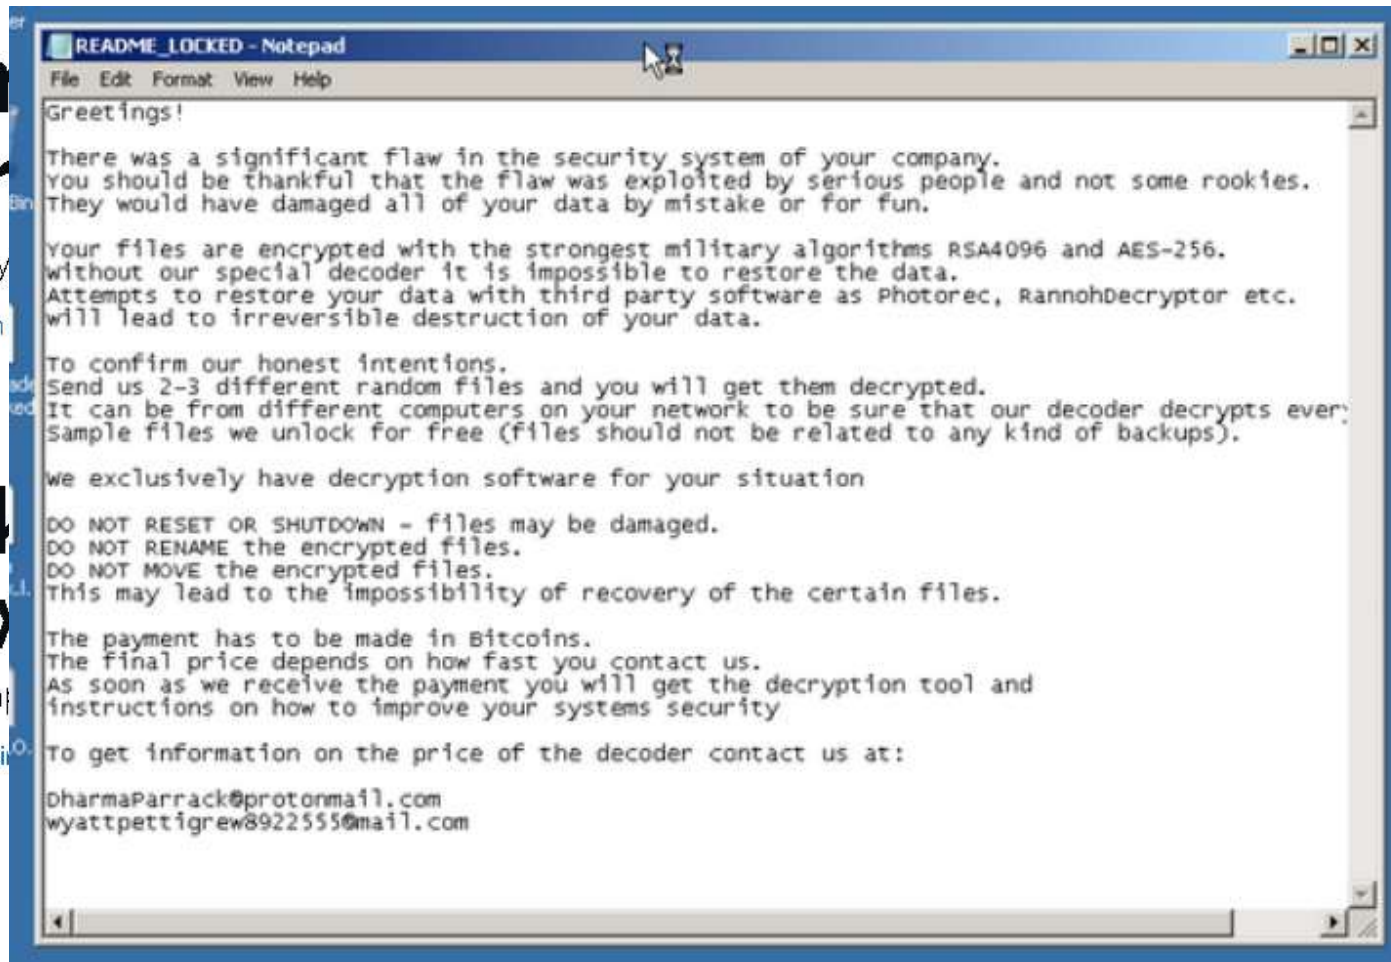 README_LOCKED - Notepad
File Edit Format View Help
Greetings!
There was a significant flaw in the security system of your company.
You should be thankful that the flaw was exploited by serious people and not some rookies.
They would have damaged all of your data by mistake or for fun.
Your files are encrypted with the strongest military algorithms RSA4096 and AES-256.
Without our special decoder it is impossible to restore the data.
Attempts to restore your data with third party software as Photorec, RannohDecryptor etc.
will lead to irreversible destruction of your data.
To confirm our honest intentions.
Send us 2-3 different random files and you will get them decrypted.
It can be from different computers on your network to be sure that our decoder decrypts every
Sample files we unlock for free (files should not be related to any kind of backups).
We exclusively have decryption software for your situation
DO NOT RESET OR SHUTDOWN - files may be damaged.
DO NOT RENAME the encrypted files.
DO NOT MOVE the encrypted files.
This may lead to the impossibility of recovery of the certain files.
The payment has to be made in Bitcoins.
The final price depends on how fast you contact us.
As soon as we receive the payment you will get the decryption tool and
instructions on how to improve your systems security
To get information on the price of the decoder contact us at:
DharmaParrack@protonmail.com
wyattpettigrew8922555@mail.com